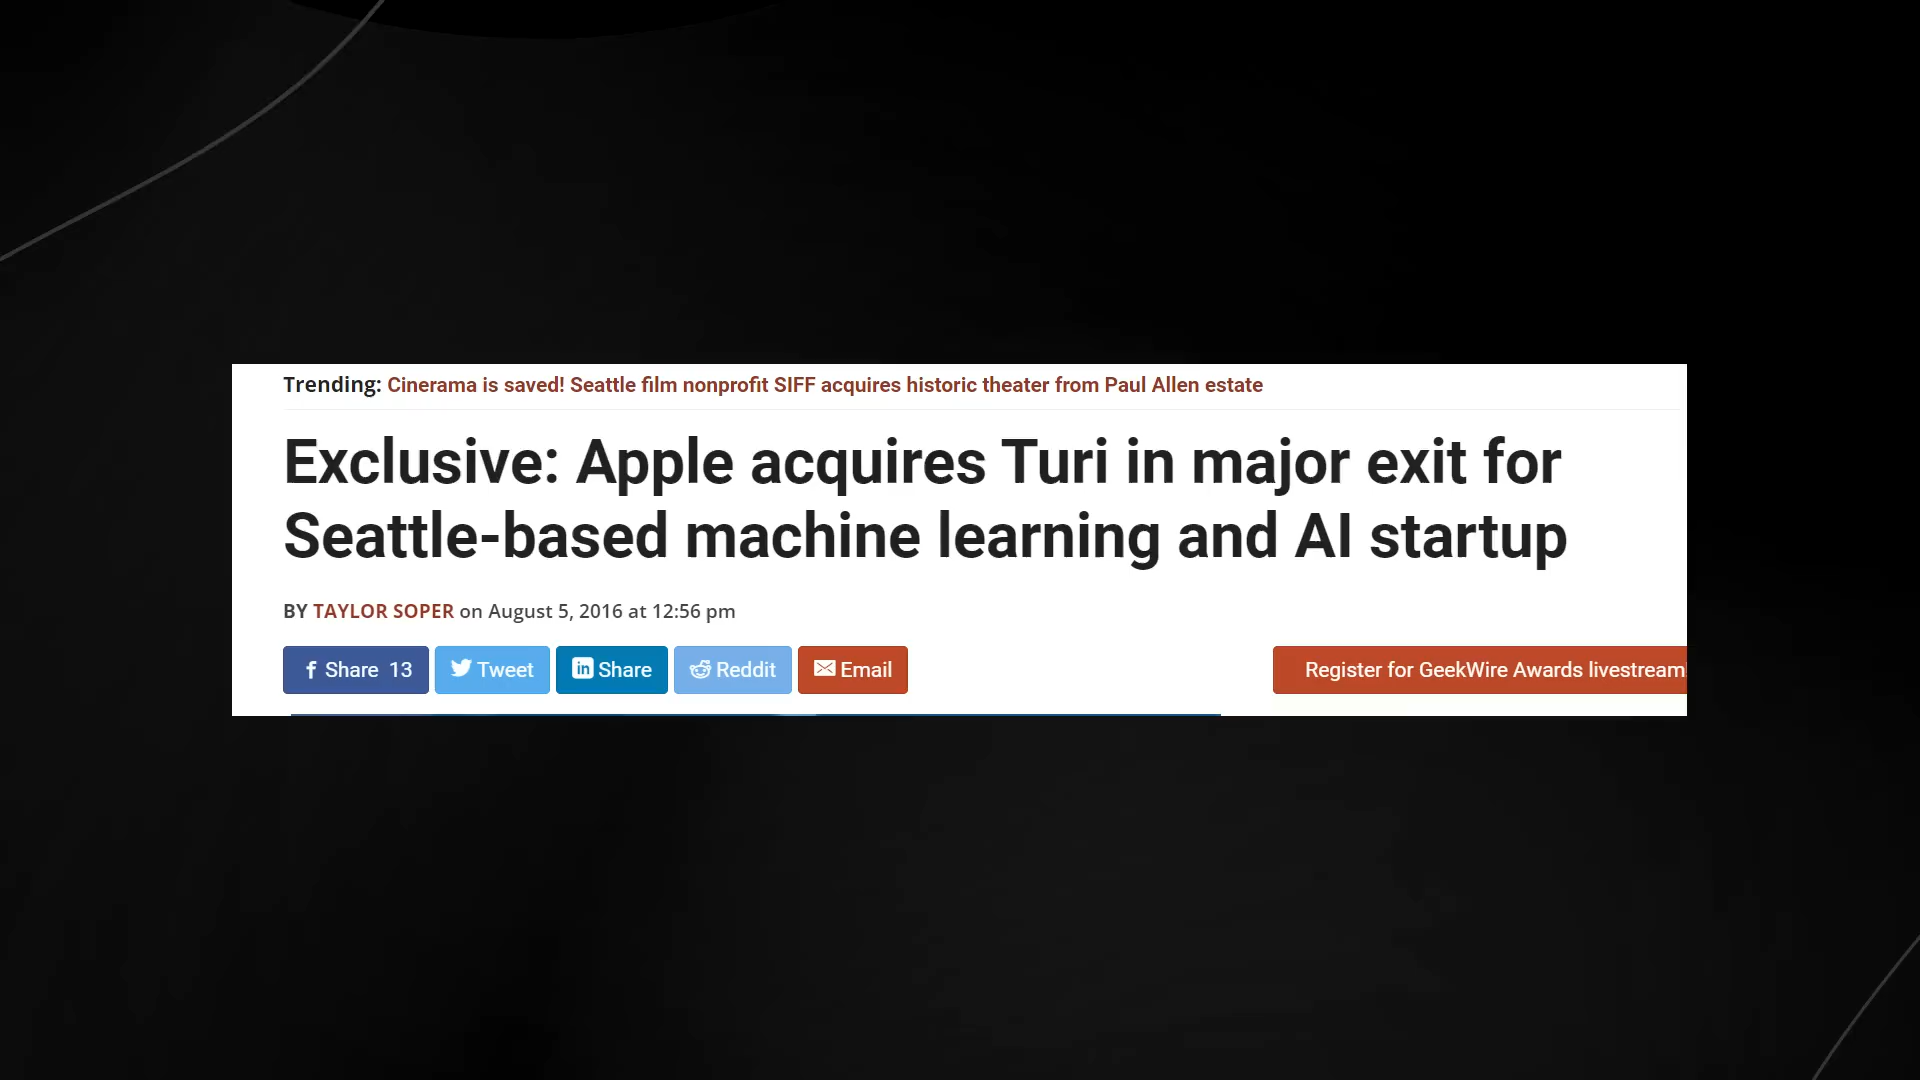 Trending: Cinerama is saved! Seattle film nonprofit SIFF acquires historic theater from Paul Allen estate
Exclusive: Apple acquires Turi in major exit for
Seattle-based machine learning and AI startup
BY TAYLOR SOPER on August 5, 2016 at 12:56 pm
Share 13 Tweet Share Reddit Email Register for GeekWire Awards livestream!